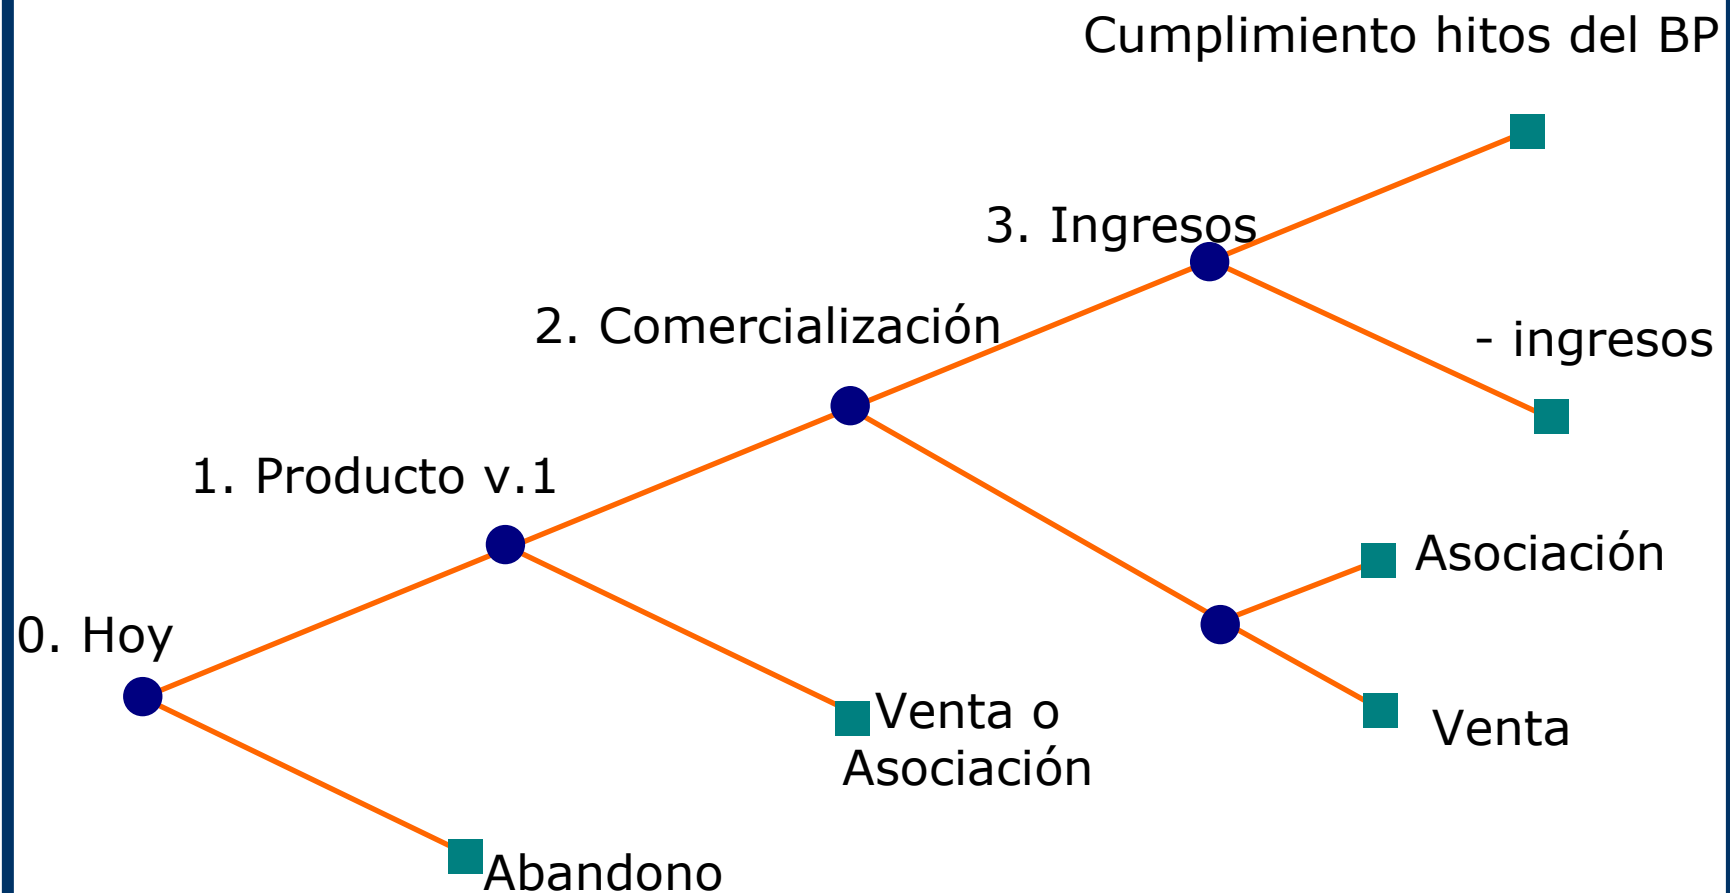 Cumplimiento hitos del BP
3. Ingresos
2. Comercialización
- ingresos
1. Producto v.1
Asociación
0. Hoy
Venta o
Asociación
Venta
Abandono